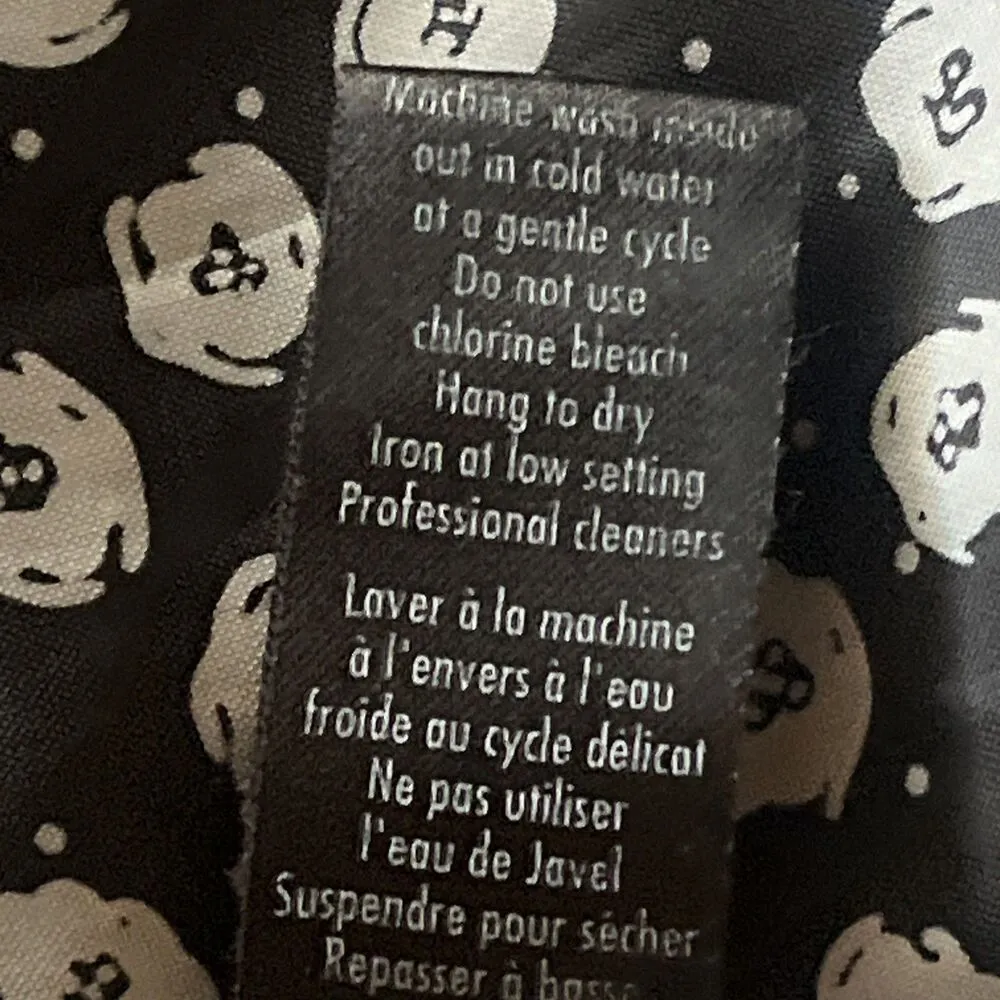 Machine wash inside
out in cold water
at a gentle cycle
Do not use
chlorine bleach
Hang to dry
Iron at low setting
Professional cleaners
Laver à la machine
à l'envers à l'eau
froide au cycle délicat
Ne pas utiliser
l'eau de Javel
Suspendre pour sécher
Repasser à basse